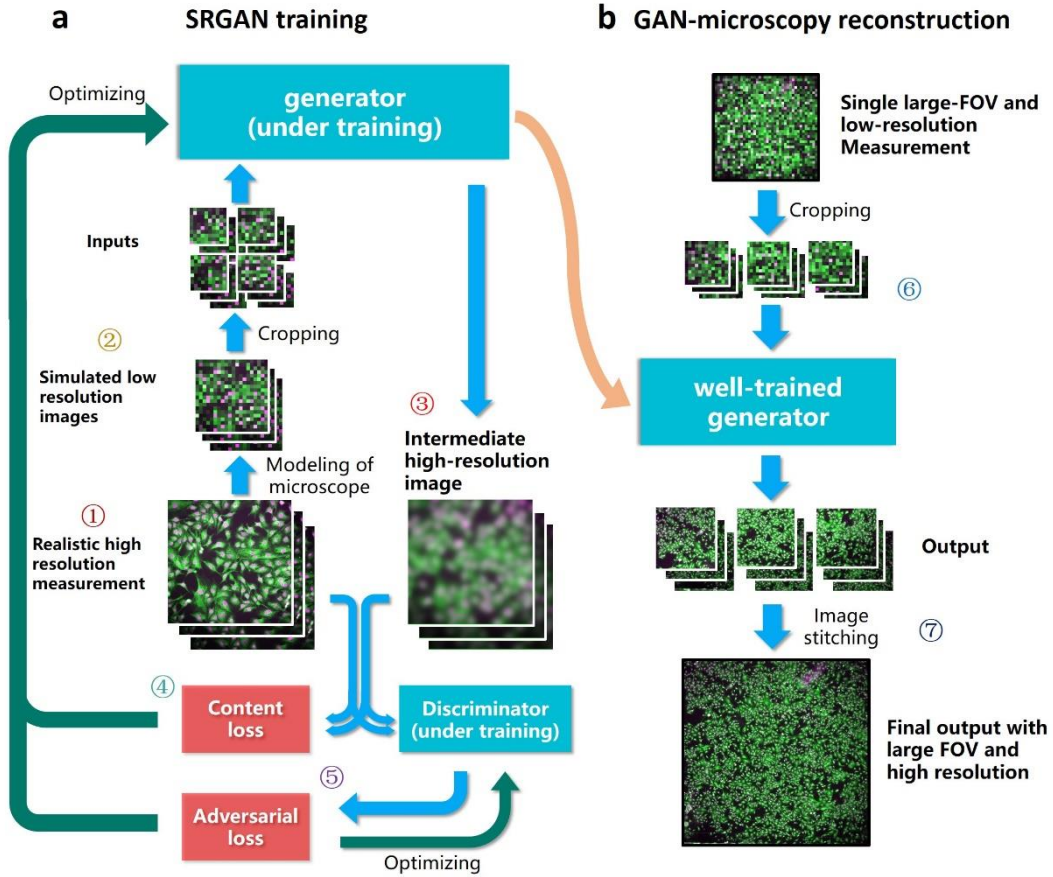 a SRGAN training
Optimizing
generator
(under training)
Inputs
Cropping
②
Simulated low
resolution
images
Modeling of
microscope
①
Realistic high
resolution
measurement
③
Intermediate
high-resolution
image
④
Content
loss
Discriminator
(under training)
⑤
Adversarial
loss
Optimizing
b GAN-microscopy reconstruction
Single large-FOV and
low-resolution
Measurement
Cropping
⑥
well-trained
generator
Output
Image
stitching
⑦
Final output with
large FOV and
high resolution